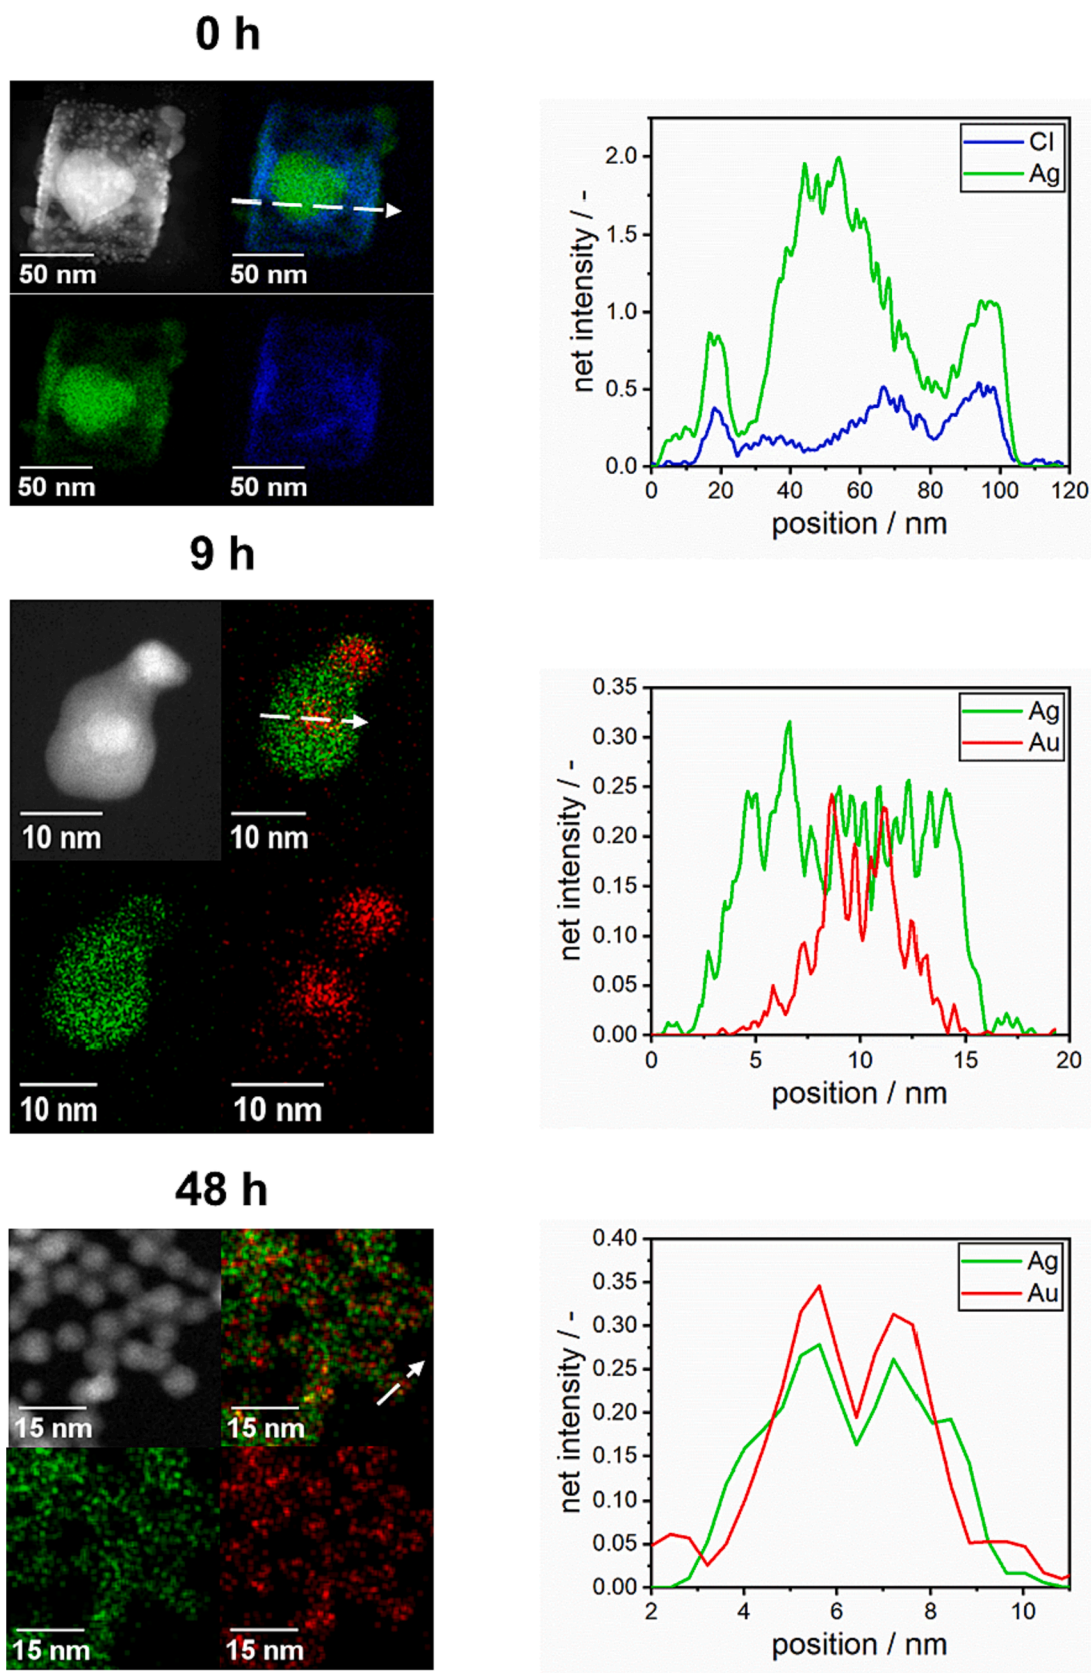 0 h
50 nm
50 nm
50 nm
50 nm
Cl
Ag
2.0
1.5
1.0
0.5
0.0
net intensity / -
0 20 40 60 80 100 120
position / nm
9 h
10 nm
10 nm
10 nm
10 nm
Ag
Au
0.35
0.30
0.25
0.20
0.15
0.10
0.05
0.00
net intensity / -
0 5 10 15 20
position / nm
48 h
15 nm
15 nm
15 nm
15 nm
Ag
Au
0.40
0.35
0.30
0.25
0.20
0.15
0.10
0.05
0.00
net intensity / -
2 4 6 8 10
position / nm